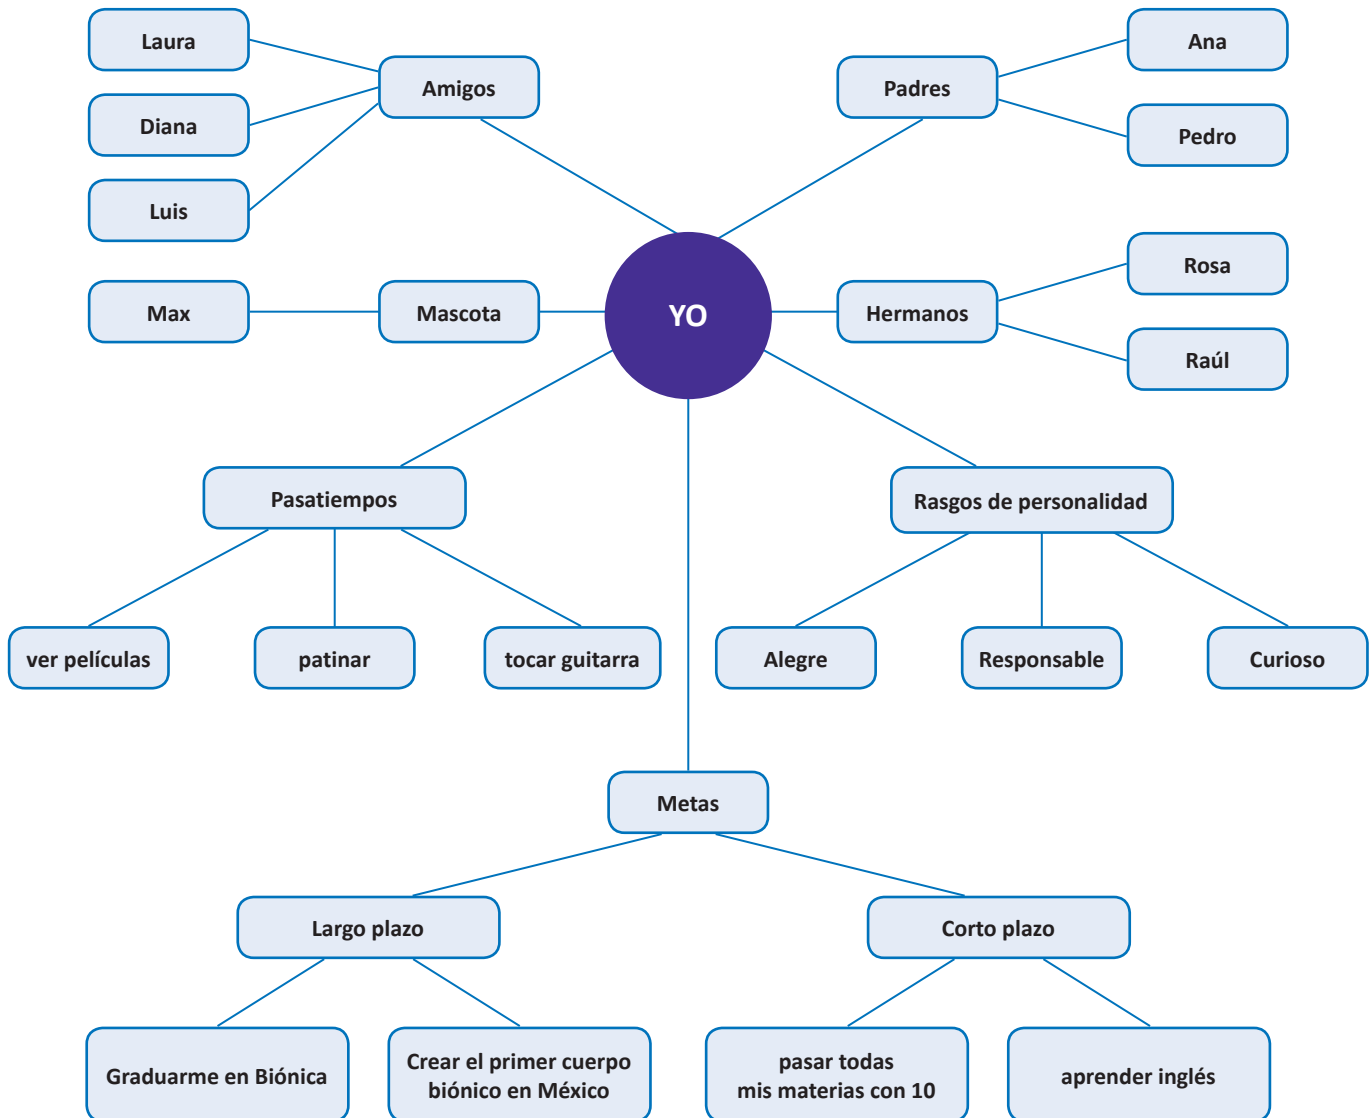 Laura
Diana
Luis
Amigos
Padres
Ana
Pedro
Max
Mascota
YO
Hermanos
Rosa
Raúl
Pasatiempos
ver películas
patinar
tocar guitarra
Rasgos de personalidad
Alegre
Responsable
Curioso
Metas
Largo plazo
Corto plazo
Graduarme en Biónica
Crear el primer cuerpo
biónico en México
pasar todas
mis materias con 10
aprender inglés